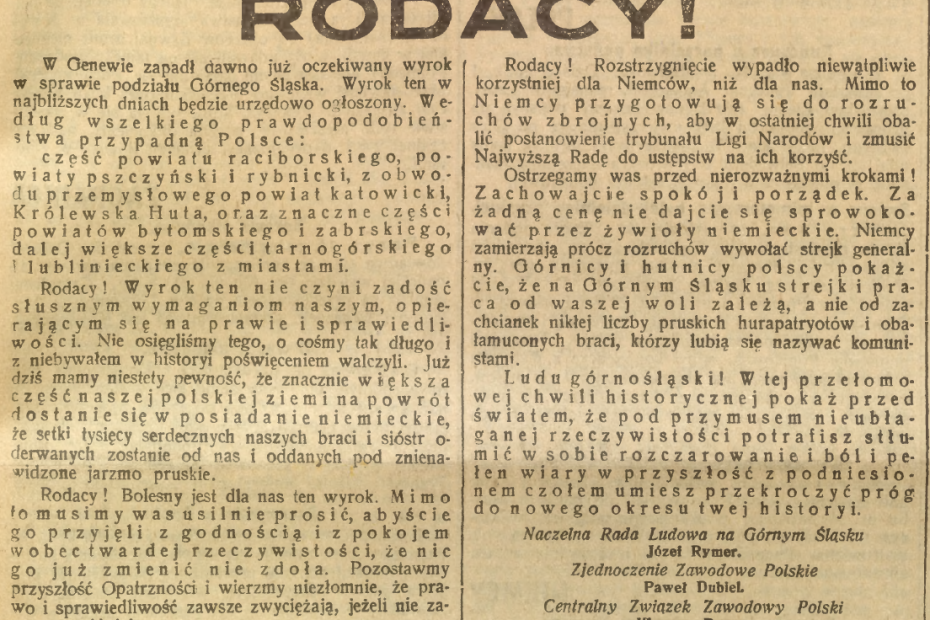 RODACY!
W Genewie zapadł dawno już oczekiwany wyrok
w sprawie podziału Górnego Śląska. Wyrok ten w
najbliższych dniach będzie urzędowo ogłoszony. We-
dług wszelkiego prawdopodobień-
stwa przypadną Polsce:
część powiatu raciborskiego, po-
wiaty pszczyński i rybnicki, z obwo-
du przemysłowego powiat katowicki,
Królewska Huta, oraz znaczne części
powiatów bytomskiego i zabrskiego,
dalej większe części tarnogórskiego
i lublinieckiego z miastami.
Rodacy! Wyrok ten nie czyni zadość
słusznym wymaganiom naszym, opie-
rającym się na prawie i sprawiedli-
wości. Nie osięgliśmy tego, o cośmy tak długo i
z niebywałem w historyi poświęceniem walczyli. Już
dziś mamy niestety pewność, że znacznie większa
część naszej polskiej ziemi na powrót
dostanie się w posiadanie niemieckie,
że setki tysięcy serdecznych naszych braci i sióstr o-
derwanych zostanie od nas i oddanych pod zniena-
widzone jarzmo pruskie.
Rodacy! Bolesny jest dla nas ten wyrok. Mimo
to musimy was usilnie prosić, abyście
go przyjęli z godnością i z pokojem
wobec twardej rzeczywistości, że nic
go już zmienić nie zdoła. Pozostawmy
przyszłość Opatrzności i wierzmy niezłomnie, że pra-
wo i sprawiedliwość zawsze zwyciężają, jeżeli nie za-
Rodacy! Rozstrzygnięcie wypadło niewątpliwie
korzystniej dla Niemców, niż dla nas. Mimo to
Niemcy przygotowują się do rozru-
chów zbrojnych, aby w ostatniej chwili oba-
lić postanowienie trybunału Ligi Narodów i zmusić
Najwyższą Radę do ustępstw na ich korzyść.
Ostrzegamy was przed nierozważnymi krokami!
Zachowajcie spokój i porządek. Za
żadną cenę nie dajcie się sprowoko-
wać przez żywioły niemieckie. Niemcy
zamierzają prócz rozruchów wywołać strejk general-
ny. Górnicy i hutnicy polscy pokaż-
cie, że na Górnym Śląsku strejki i pra-
ca od waszej woli zależą, a nie od za-
chcianek nikłej liczby pruskich hurapatryotów i oba-
łamuconych braci, którzy lubią się nazywać komuni-
stami.
Ludu górnośląski! W tej przełomo-
wej chwili historycznej pokaż przed
światem, że pod przymusem nieubła-
ganej rzeczywistości potrafisz stłu-
mić w sobie rozczarowanie i ból i pe-
łen wiary w przyszłość z podniesio-
nem czołem umiesz przekroczyć próg
do nowego okresu twej historyi.
Naczelna Rada Ludowa na Górnym Śląsku
Józef Rymer.
Zjednoczenie Zawodowe Polskie
Paweł Dubiel.
Centralny Związek Zawodowy Polski